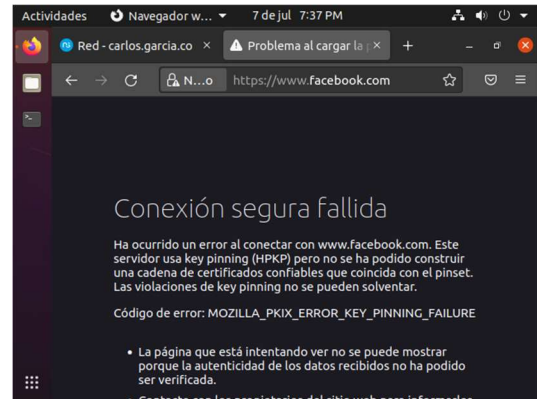 Actividades Navegador w... 7 de jul 7:37 PM
Red - carlos.garcia.co Problema al cargar la
N...o https://www.facebook.com
Conexión segura fallida
Ha ocurrido un error al conectar con www.facebook.com. Este
servidor usa key pinning (HPKP) pero no se ha podido construir
una cadena de certificados confiables que coincida con el pinset.
Las violaciones de key pinning no se pueden solventar.
Código de error: MOZILLA_PKIX_ERROR_KEY_PINNING_FAILURE
• La página que está intentando ver no se puede mostrar
porque la autenticidad de los datos recibidos no ha podido
ser verificada.